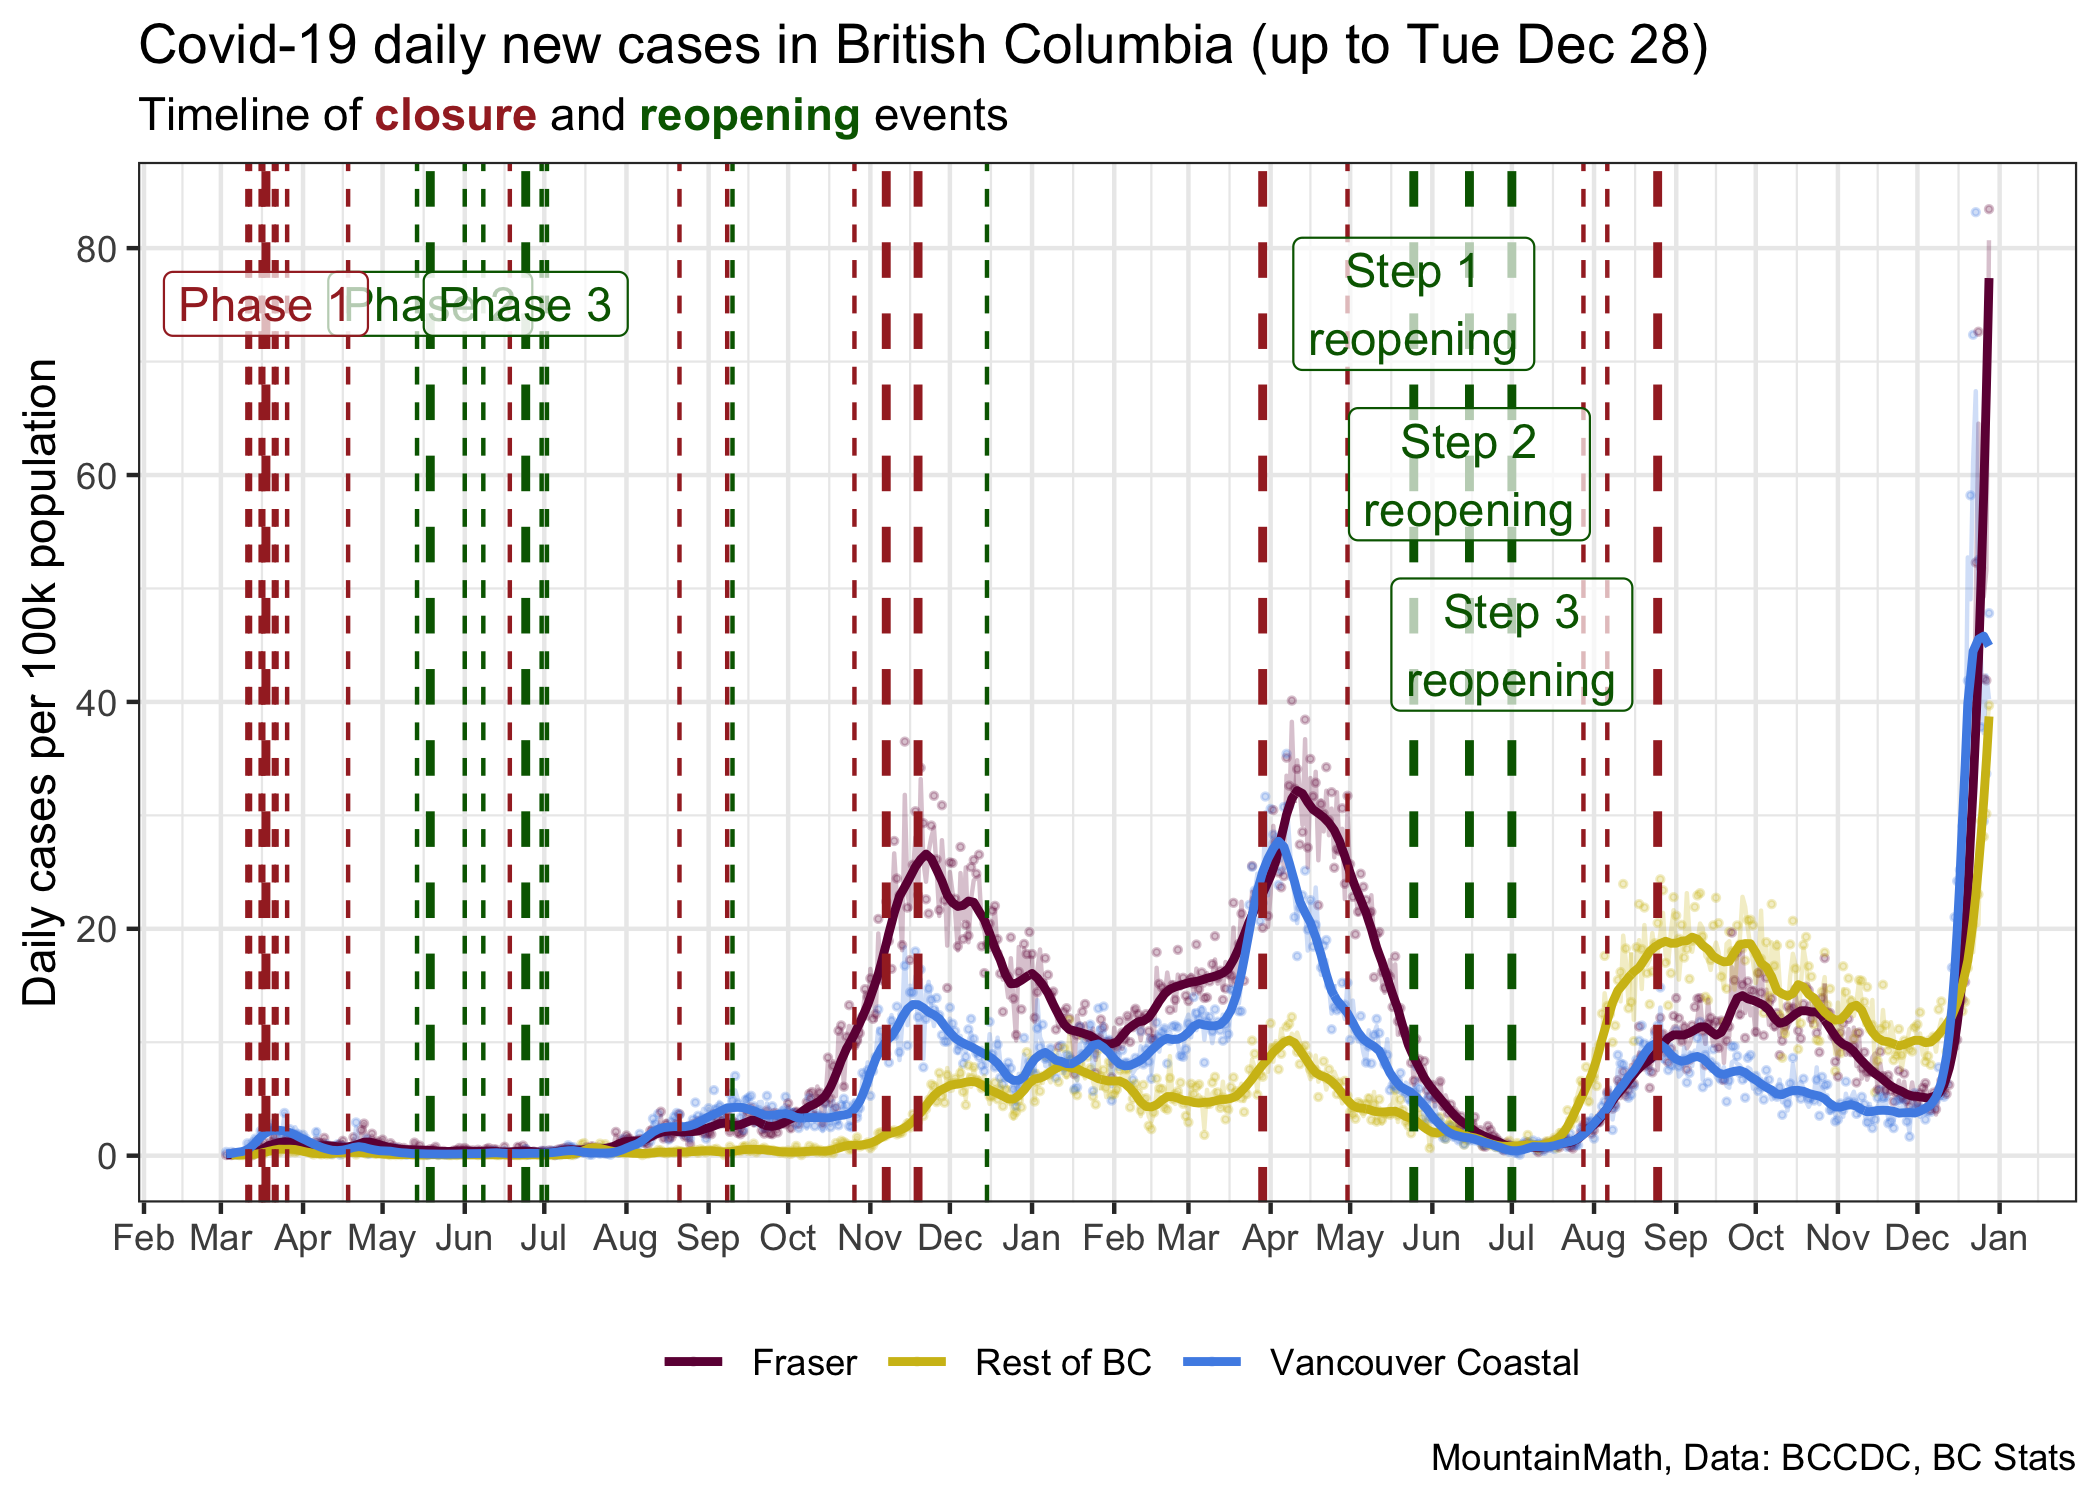 Covid-19 daily new cases in British Columbia (up to Tue Dec 28)
Timeline of closure and reopening events
Daily cases per 100k population
80
60
40
20
0
Phase 1
Phase 2
Phase 3
Step 1
reopening
Step 2
reopening
Step 3
reopening
Feb Mar Apr May Jun Jul Aug Sep Oct Nov Dec Jan Feb Mar Apr May Jun Jul Aug Sep Oct Nov Dec Jan
Fraser Rest of BC Vancouver Coastal
MountainMath, Data: BCCDC, BC Stats